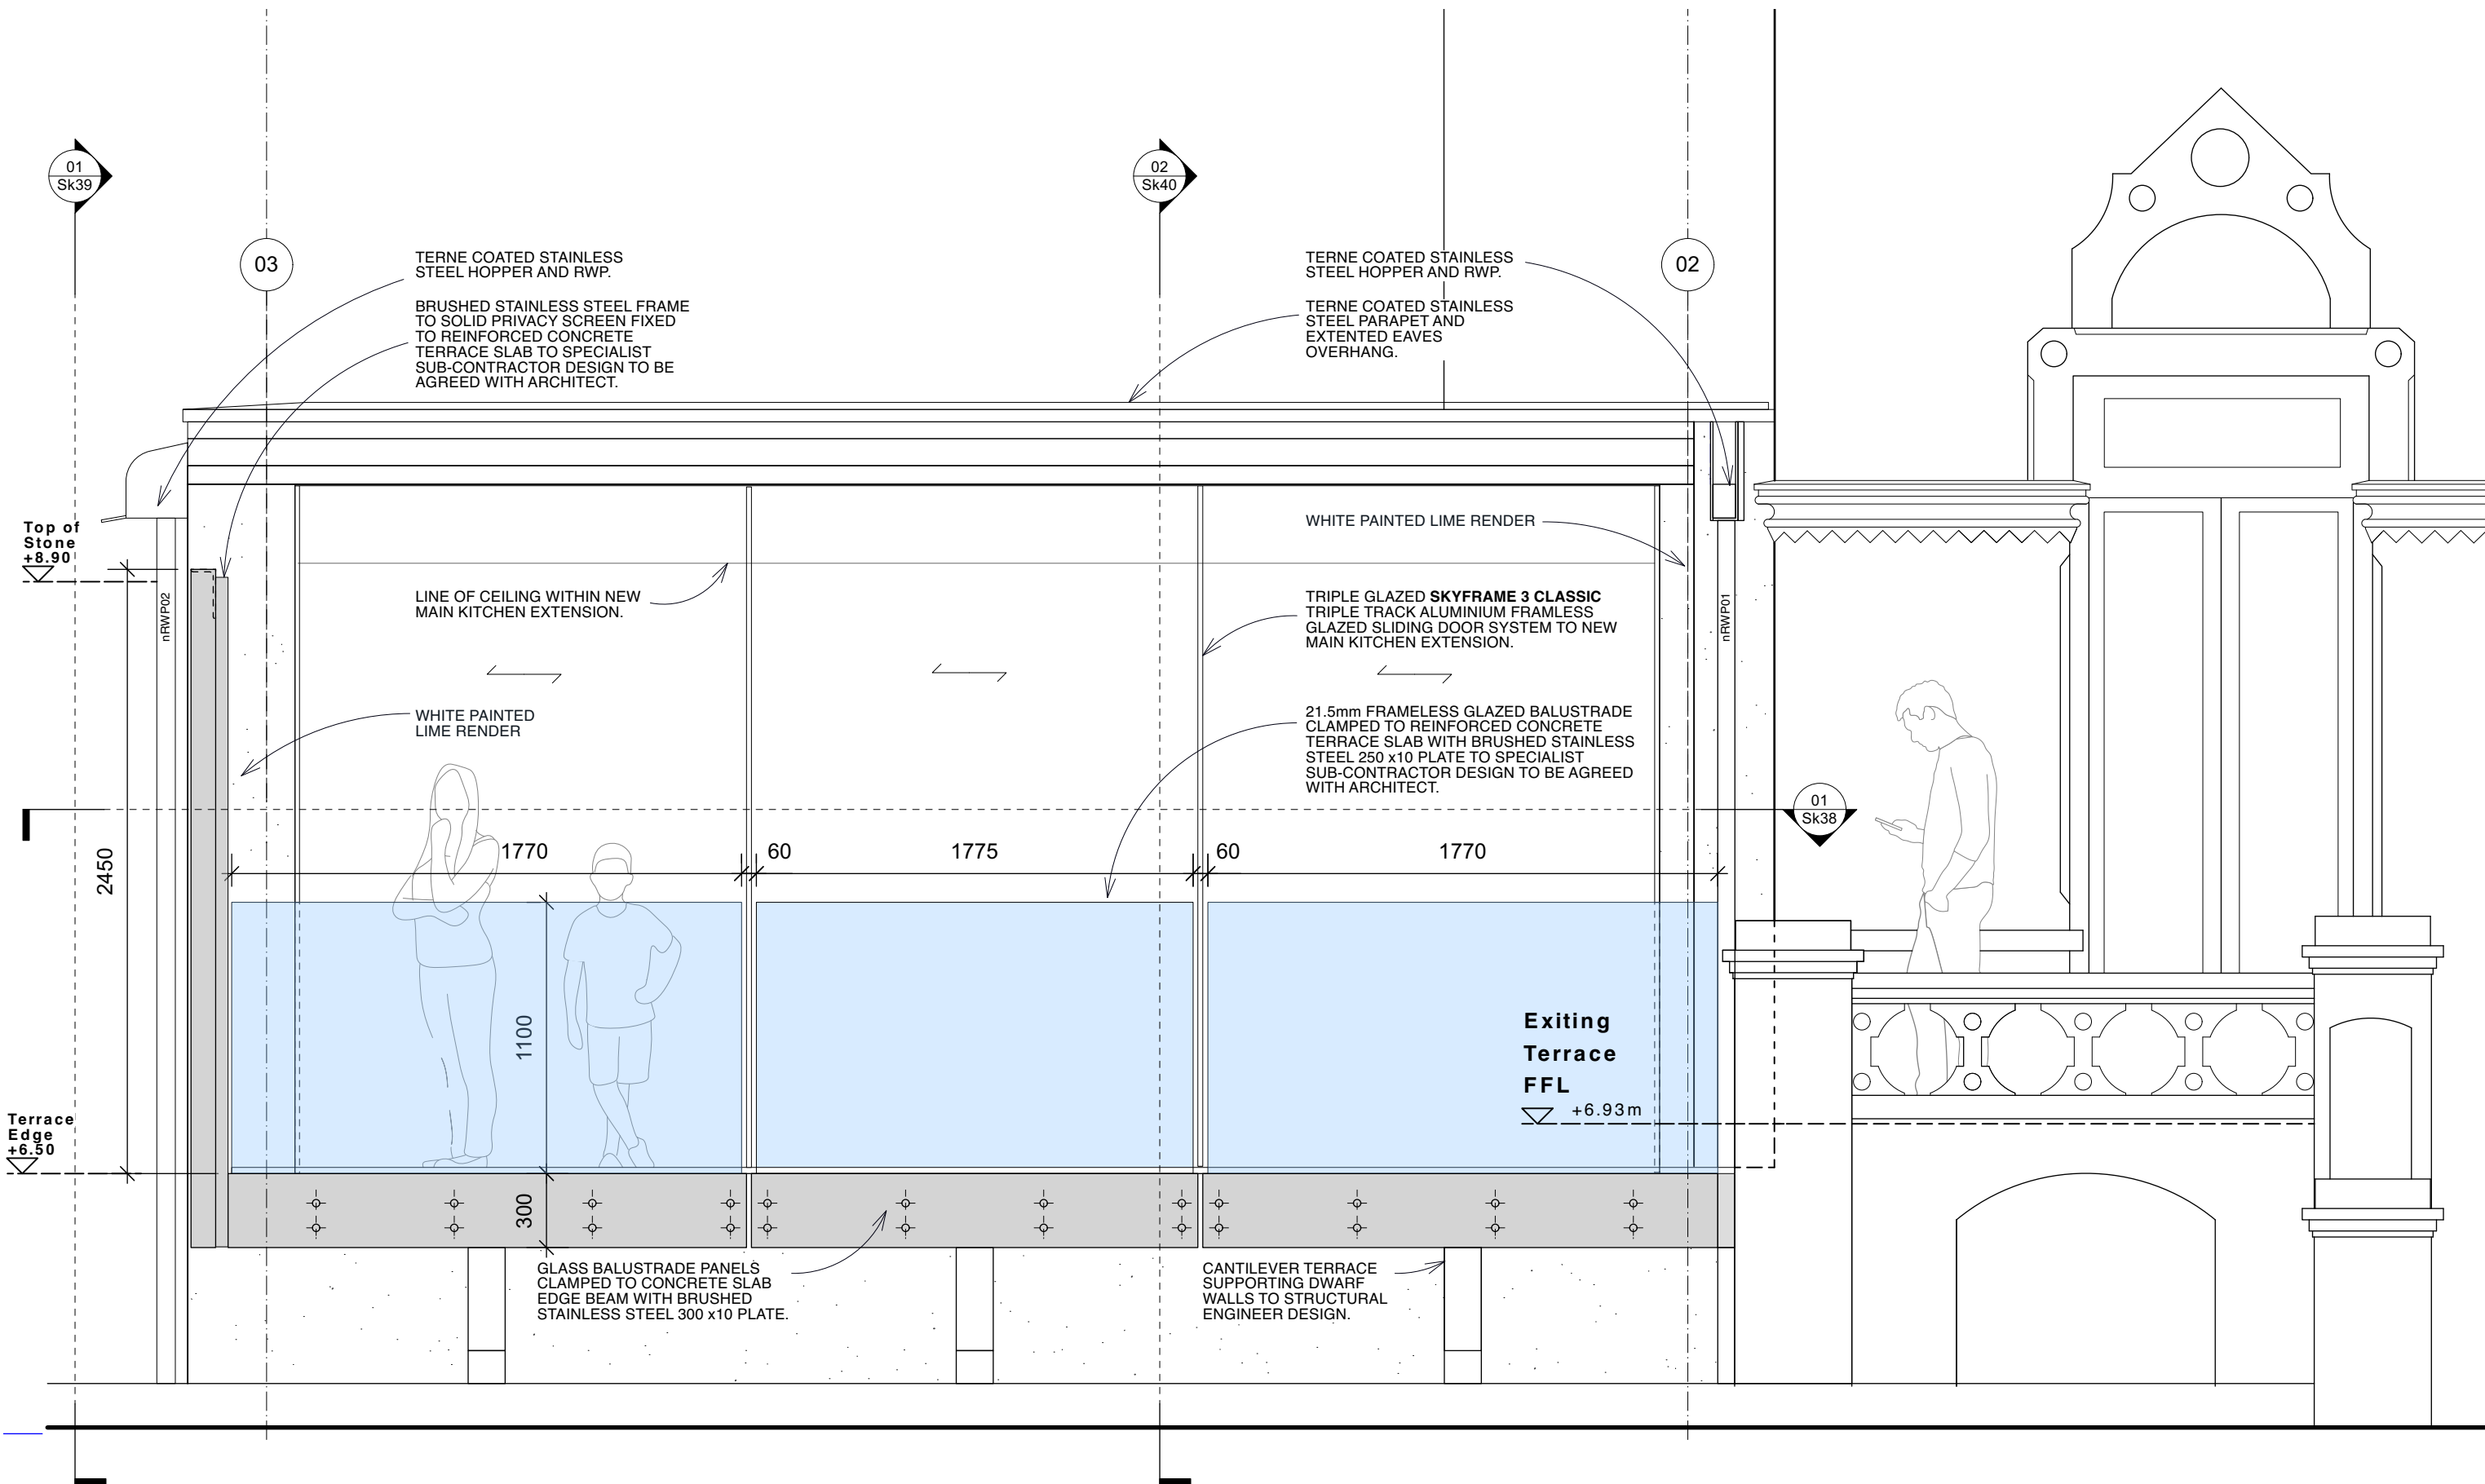 01
Sk39
02
Sk40
03
02
TERNE COATED STAINLESS
STEEL HOPPER AND RWP.
BRUSHED STAINLESS STEEL FRAME
TO SOLID PRIVACY SCREEN FIXED
TO REINFORCED CONCRETE
TERRACE SLAB TO SPECIALIST
SUB-CONTRACTOR DESIGN TO BE
AGREED WITH ARCHITECT.
TERNE COATED STAINLESS
STEEL HOPPER AND RWP.
TERNE COATED STAINLESS
STEEL PARAPET AND
EXTENTED EAVES
OVERHANG.
Top of
Stone
+8.90
nRWP02
WHITE PAINTED LIME RENDER
LINE OF CEILING WITHIN NEW
MAIN KITCHEN EXTENSION.
TRIPLE GLAZED SKYFRAME 3 CLASSIC
TRIPLE TRACK ALUMINIUM FRAMLESS
GLAZED SLIDING DOOR SYSTEM TO NEW
MAIN KITCHEN EXTENSION.
nRWP01
WHITE PAINTED
LIME RENDER
21.5mm FRAMELESS GLAZED BALUSTRADE
CLAMPED TO REINFORCED CONCRETE
TERRACE SLAB WITH BRUSHED STAINLESS
STEEL 250 x10 PLATE TO SPECIALIST
SUB-CONTRACTOR DESIGN TO BE AGREED
WITH ARCHITECT.
01
Sk38
2450
1770
60
1775
60
1770
1100
Exiting
Terrace
FFL
+6.93m
Terrace
Edge
+6.50
300
GLASS BALUSTRADE PANELS
CLAMPED TO CONCRETE SLAB
EDGE BEAM WITH BRUSHED
STAINLESS STEEL 300 x10 PLATE.
CANTILEVER TERRACE
SUPPORTING DWARF
WALLS TO STRUCTURAL
ENGINEER DESIGN.